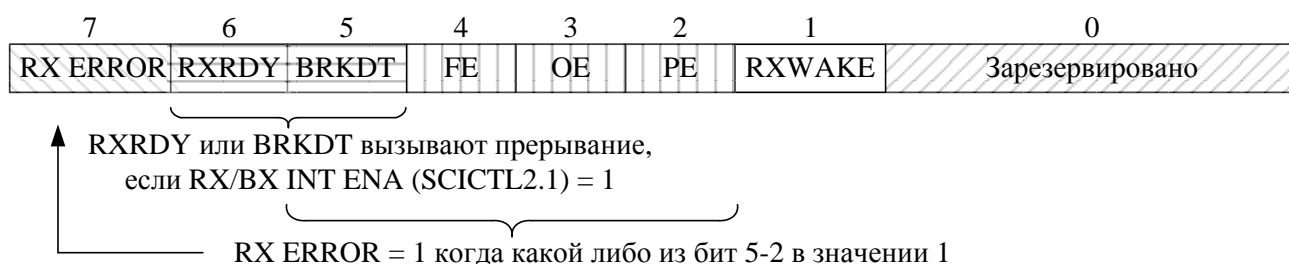 7 6 5 4 3 2 1 0
RX ERROR RXRDY BRKDT FE OE PE RXWAKE Зарезервировано
RXRDY или BRKDT вызывают прерывание,
если RX/BX INT ENA (SCICTL2.1) = 1
RX ERROR = 1 когда какой либо из бит 5-2 в значении 1